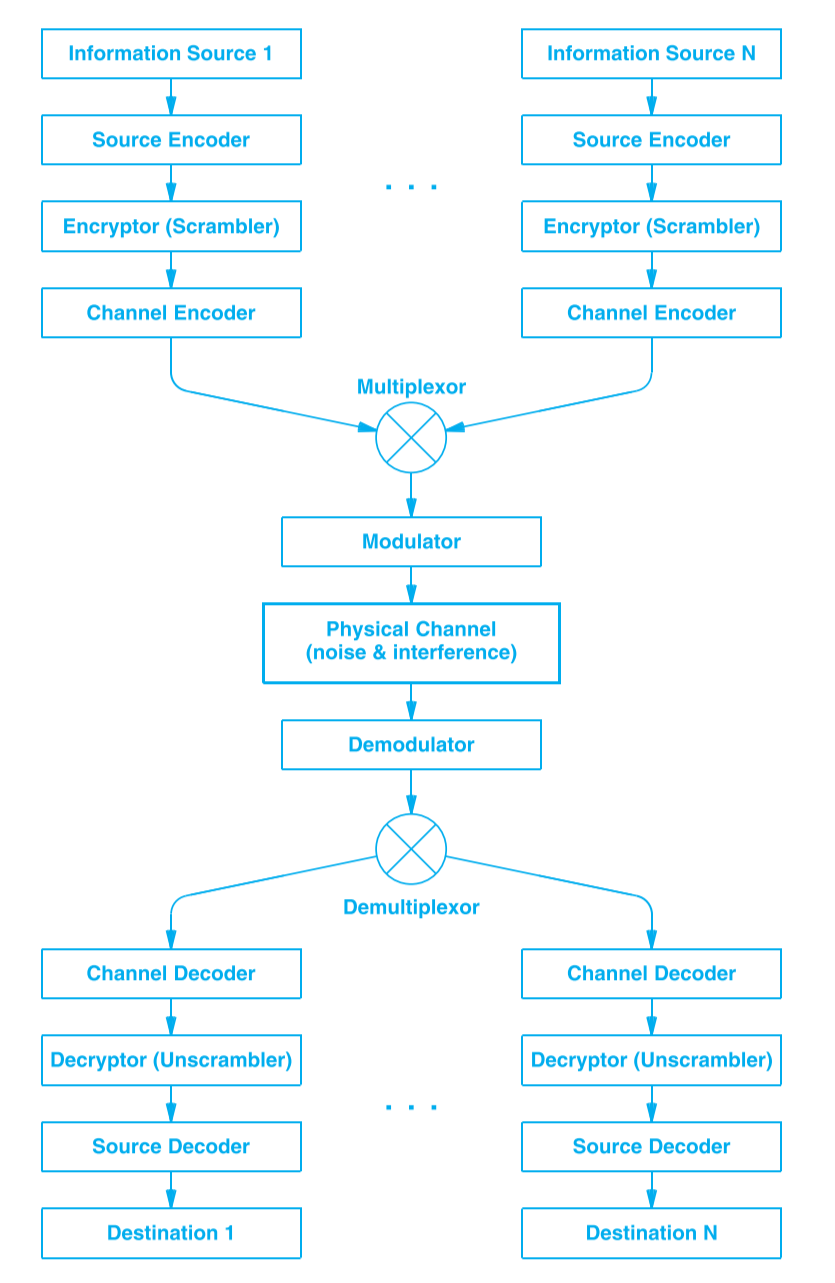 Information Source 1
Information Source N
Source Encoder
Source Encoder
. . .
Encryptor (Scrambler)
Encryptor (Scrambler)
Channel Encoder
Channel Encoder
Multiplexor
Modulator
Physical Channel
(noise & interference)
Demodulator
Demultiplexor
Channel Decoder
Channel Decoder
Decryptor (Unscrambler)
Decryptor (Unscrambler)
. . .
Source Decoder
Source Decoder
Destination 1
Destination N